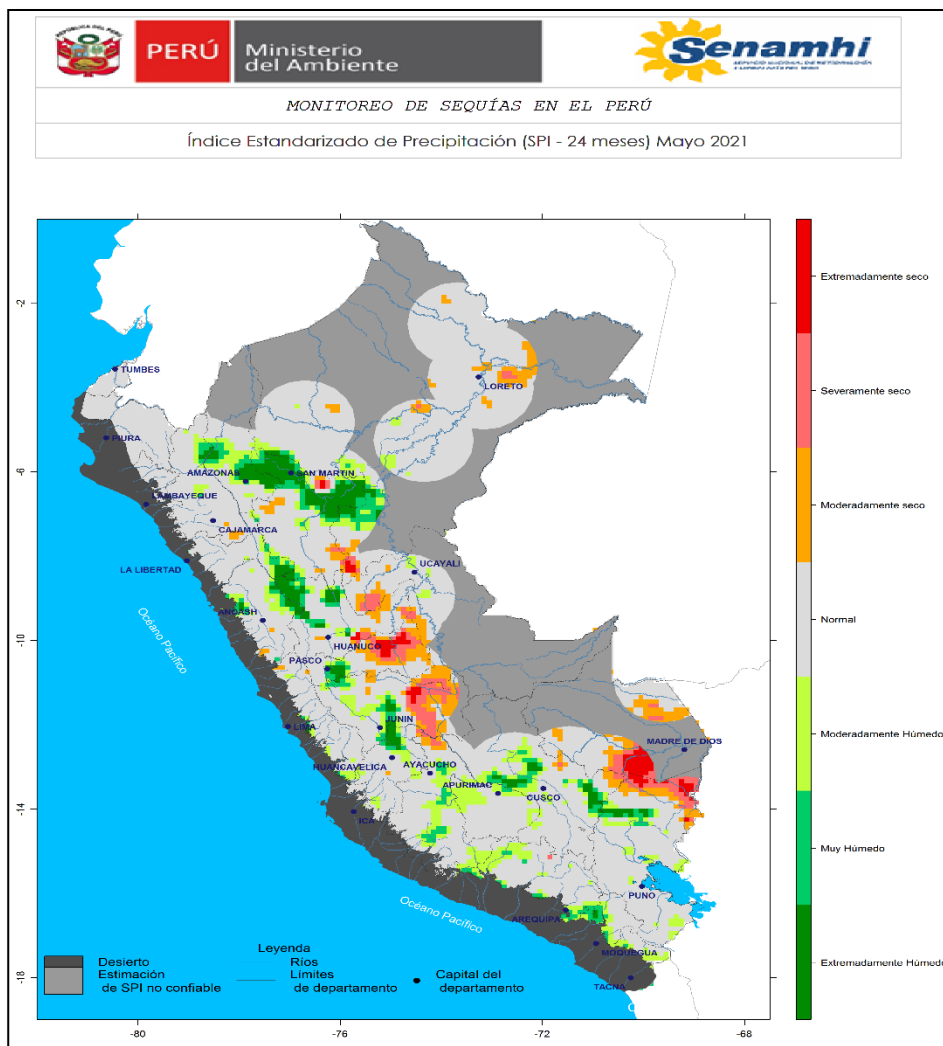 PERÚ
Ministerio
del Ambiente
Senamhi
MONITOREO DE SEQUÍAS EN EL PERÚ
Índice Estandarizado de Precipitación (SPI - 24 meses) Mayo 2021
-2
-6
-10
-14
-18
-80
-76
-72
-68
TUMBES
PIURA
LORETO
AMAZONAS
SAN MARTIN
LAMBAYEQUE
CAJAMARCA
LA LIBERTAD
UCAYALI
ANCASH
HUANUCO
PASCO
JUNIN
LIMA
MADRE DE DIOS
HUANCAVELICA
AYACUCHO
APURIMAC
CUSCO
ICA
PUNO
AREQUIPA
MOQUEGUA
TACNA
Océano Pacífico
Océano Pacífico
Extremadamente seco
Severamente seco
Moderadamente seco
Normal
Moderadamente Húmedo
Muy Húmedo
Extremadamente Húmedo
Leyenda
Desierto
Estimación
de SPI no confiable
Ríos
Límites
de departamento
Capital del
departamento